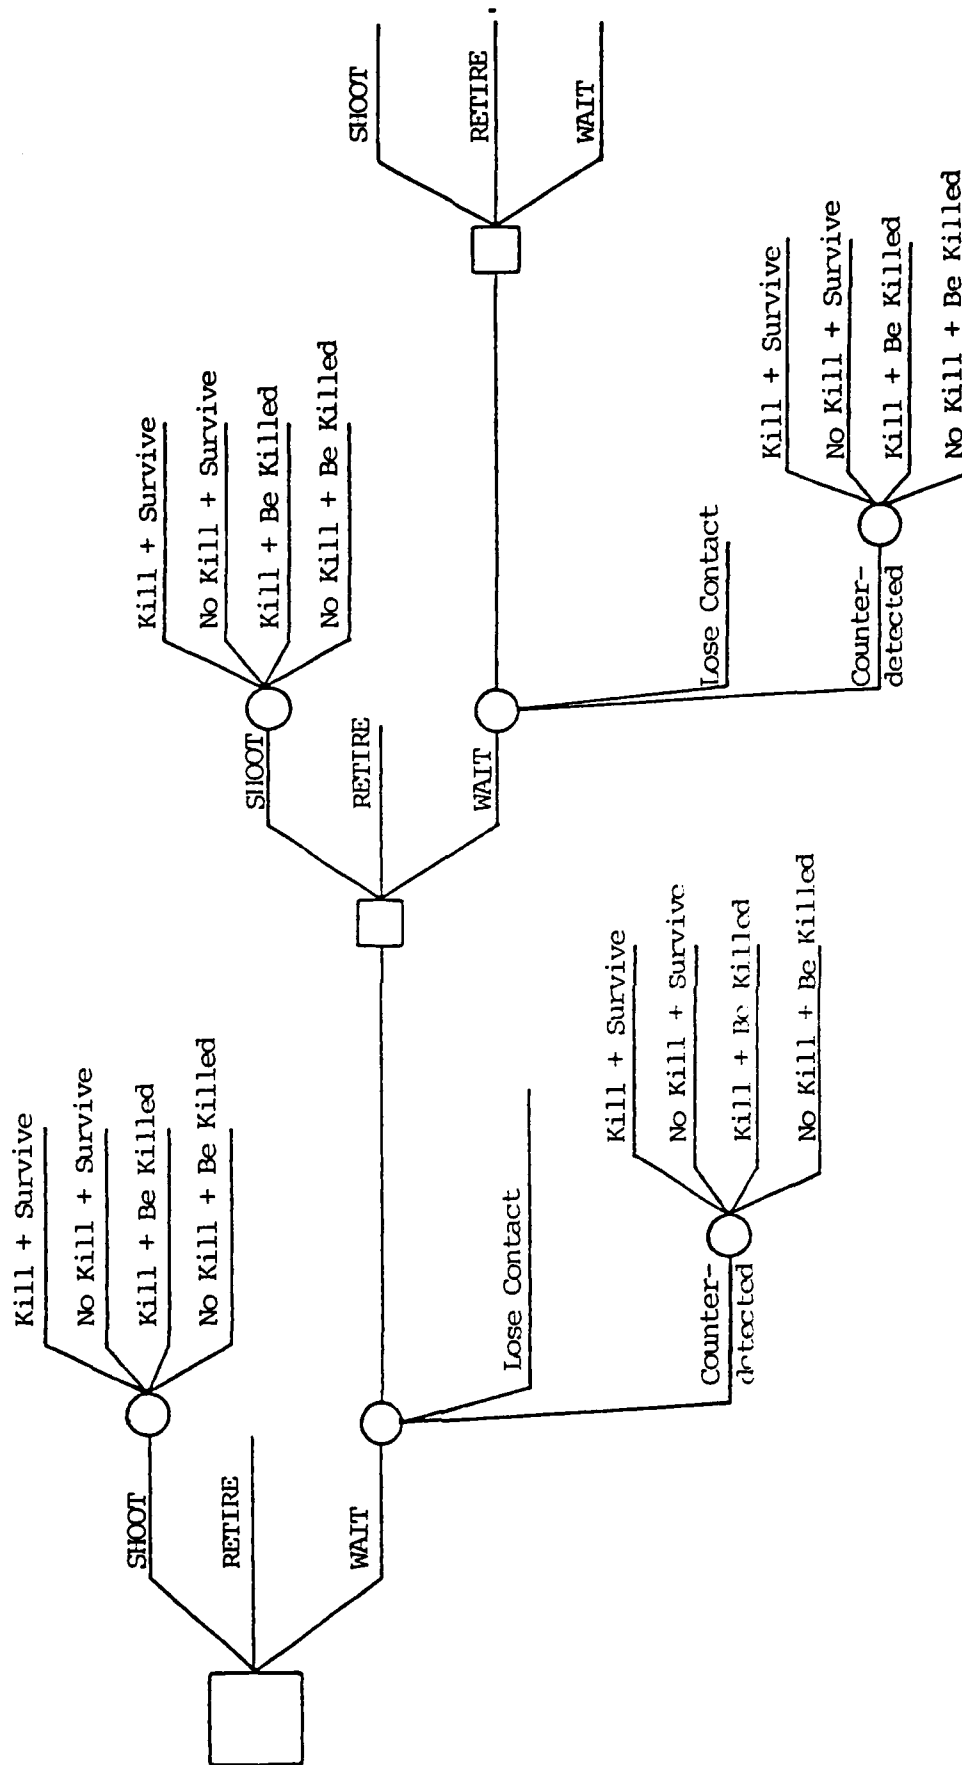 SHOOT
Kill + Survive
No Kill + Survive
Kill + Be Killed
No Kill + Be Killed
RETIRE
WAIT
Lose Contact
Counter-
detected
Kill + Survive
No Kill + Survive
Kill + Be Killed
No Kill + Be Killed
SHOOT
Kill + Survive
No Kill + Survive
Kill + Be Killed
No Kill + Be Killed
RETIRE
WAIT
Lose Contact
Counter-
detected
Kill + Survive
No Kill + Survive
Kill + Be Killed
No Kill + Be Killed
SHOOT
RETIRE
WAIT